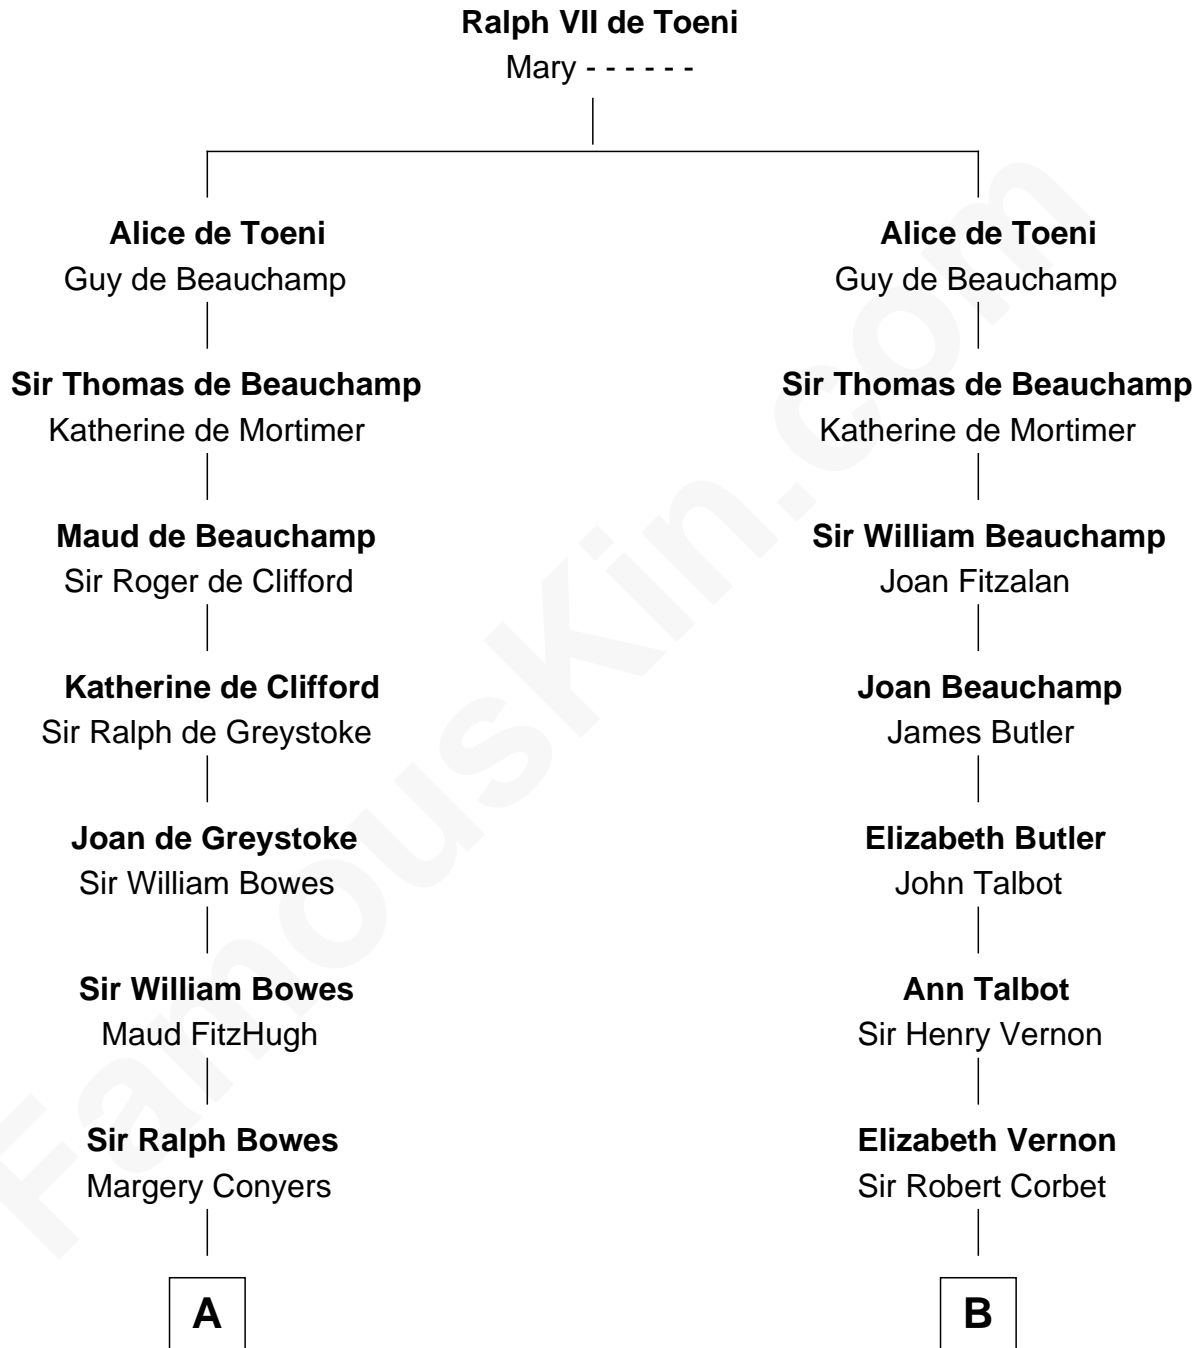 Ralph VII de Toeni
Mary - - - - - -
Alice de Toeni
Guy de Beauchamp
Sir Thomas de Beauchamp
Katherine de Mortimer
Maud de Beauchamp
Sir Roger de Clifford
Katherine de Clifford
Sir Ralph de Greystoke
Joan de Greystoke
Sir William Bowes
Sir William Bowes
Maud FitzHugh
Sir Ralph Bowes
Margery Conyers
A
Alice de Toeni
Guy de Beauchamp
Sir Thomas de Beauchamp
Katherine de Mortimer
Sir William Beauchamp
Joan Fitzalan
Joan Beauchamp
James Butler
Elizabeth Butler
John Talbot
Ann Talbot
Sir Henry Vernon
Elizabeth Vernon
Sir Robert Corbet
B
FamousKin.com